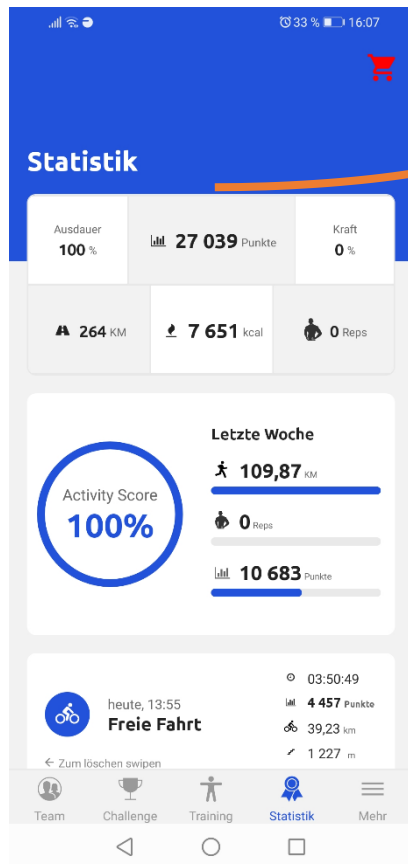 33 % 16:07
Statistik
Ausdauer
100 %
27 039 Punkte
Kraft
0 %
264 KM
7 651 kcal
0 Reps
Activity Score
100%
Letzte Woche
109,87 KM
0 Reps
10 683 Punkte
heute, 13:55
Freie Fahrt
← Zum löschen swipen
03:50:49
4 457 Punkte
39,23 km
1 227 m
Team Challenge Training Statistik Mehr